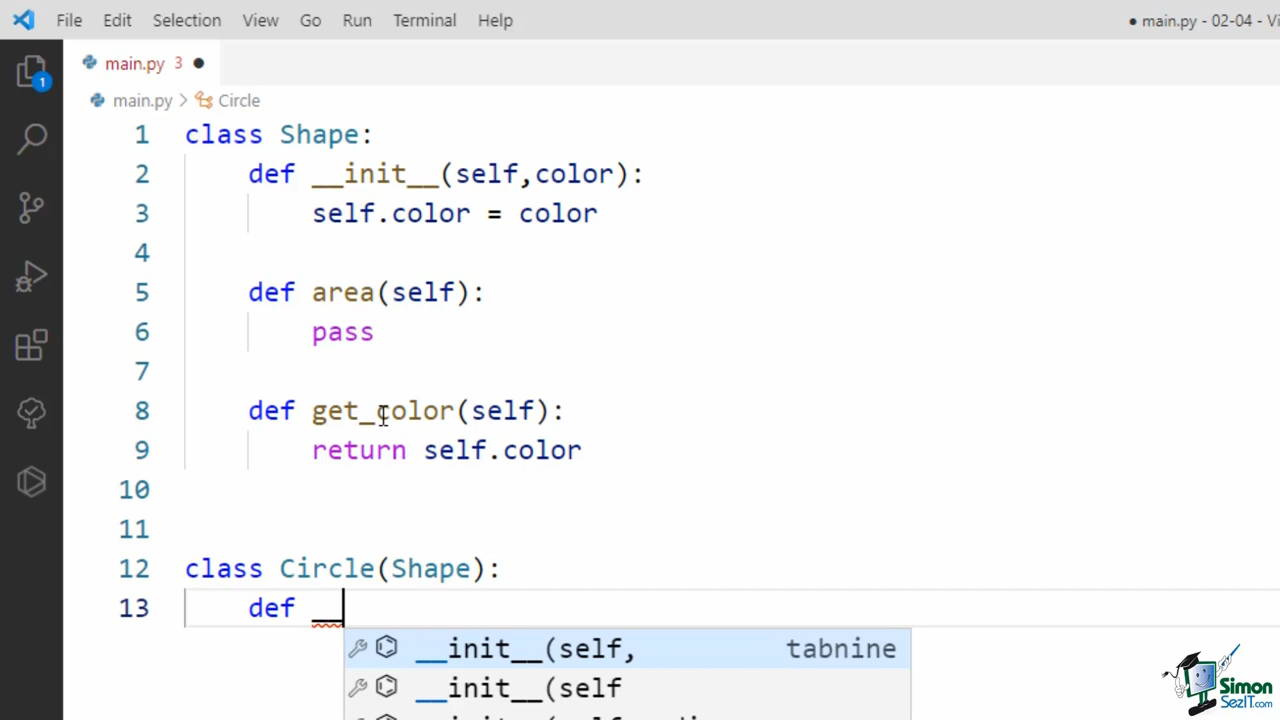 File Edit Selection View Go Run Terminal Help
● main.py - 02-04 - Vi
main.py 3 ●
main.py > Circle
1
1 class Shape:
2     def __init__(self,color):
3         self.color = color
4
5     def area(self):
6         pass
7
8     def get_color(self):
9         return self.color
10
11
12 class Circle(Shape):
13     def __
__init__(self, tabnine
__init__(self
Simon
SezIT.com